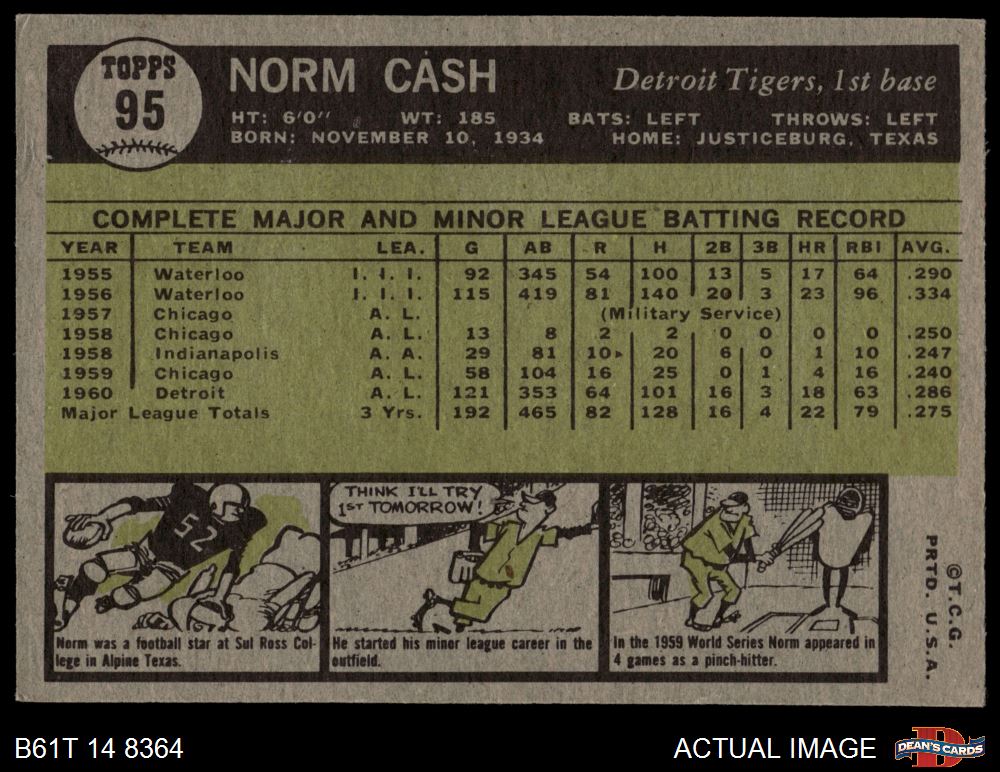 TOPPS
95
NORM CASH
Detroit Tigers, 1st base
HT: 6'0" WT: 185 BATS: LEFT THROWS: LEFT
BORN: NOVEMBER 10, 1934 HOME: JUSTICEBURG, TEXAS
COMPLETE MAJOR AND MINOR LEAGUE BATTING RECORD
YEAR TEAM LEA. G AB R H 2B 3B HR RBI AVG.
1955 Waterloo I. I. I. 92 345 54 100 13 5 17 64 .290
1956 Waterloo I. I. I. 115 419 81 140 20 3 23 96 .334
1957 Chicago A. L. (Military Service)
1958 Chicago A. L. 13 8 2 2 0 0 0 0 .250
1958 Indianapolis A. A. 29 81 10 20 6 0 1 10 .247
1959 Chicago A. L. 58 104 16 25 0 1 4 16 .240
1960 Detroit A. L. 121 353 64 101 16 3 18 63 .286
Major League Totals 3 Yrs. 192 465 82 128 16 4 22 79 .275
52
Norm was a football star at Sul Ross Col-
lege in Alpine Texas.
THINK I'LL TRY
1ST TOMORROW!
He started his minor league career in the
outfield.
In the 1959 World Series Norm appeared in
4 games as a pinch-hitter.
©T.C.G.
PRTD. U.S.A.
B61T 14 8364
ACTUAL IMAGE
D
DEAN'S CARDS